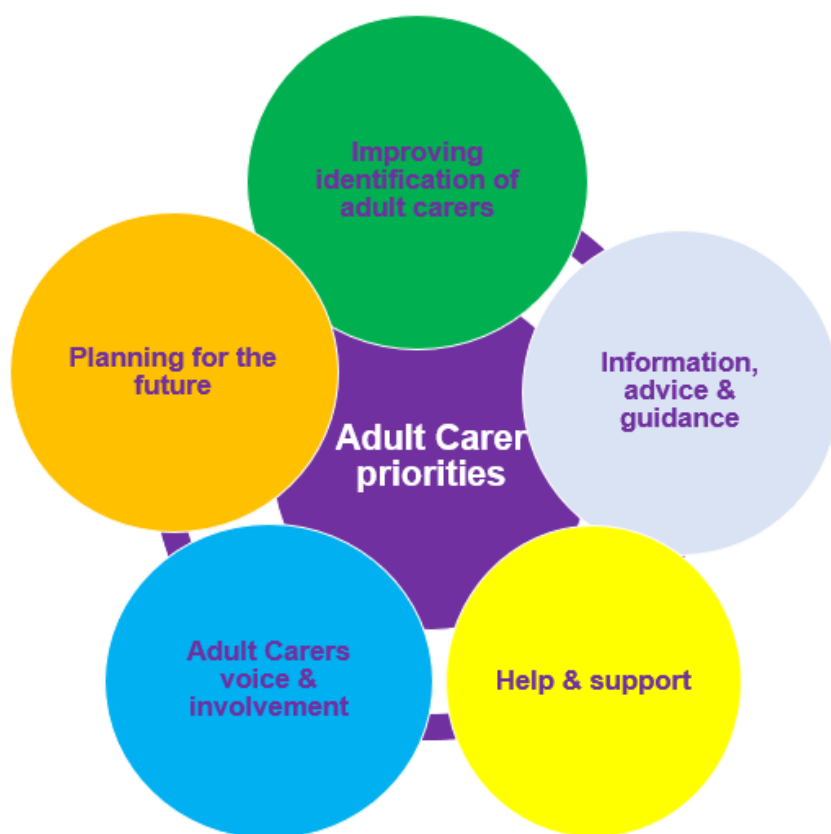 Improving
identification of
adult carers
Planning for the
future
Information,
advice &
guidance
Adult Carer
priorities
Adult Carers
voice &
involvement
Help & support